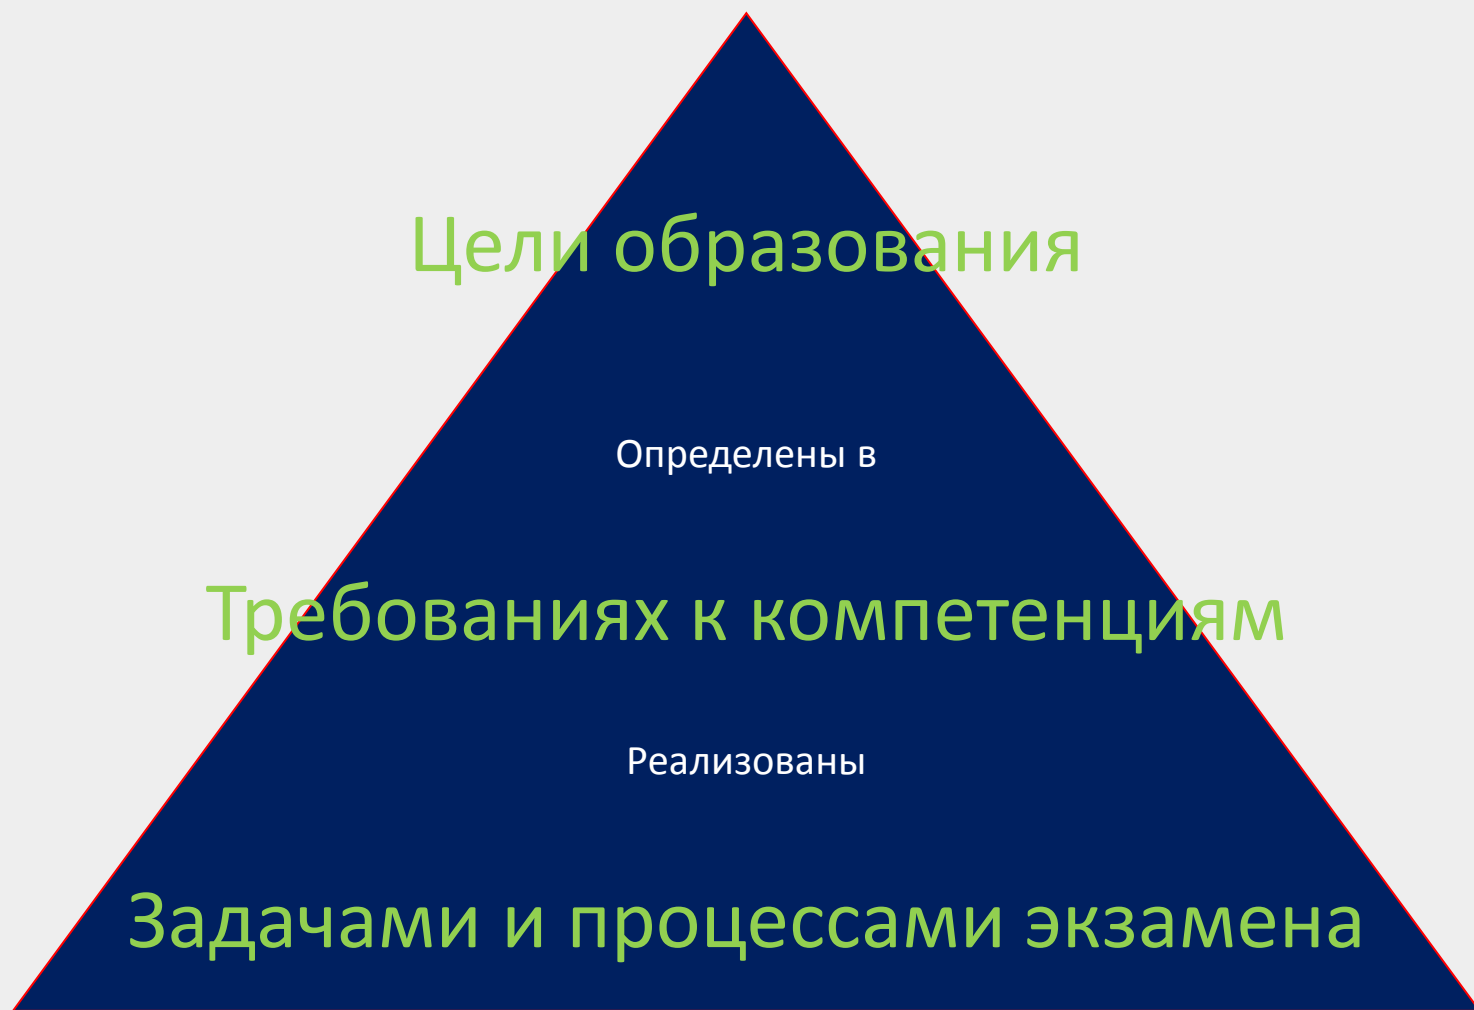 Цели образования
Определены в
Требованиях к компетенциям
Реализованы
Задачами и процессами экзамена